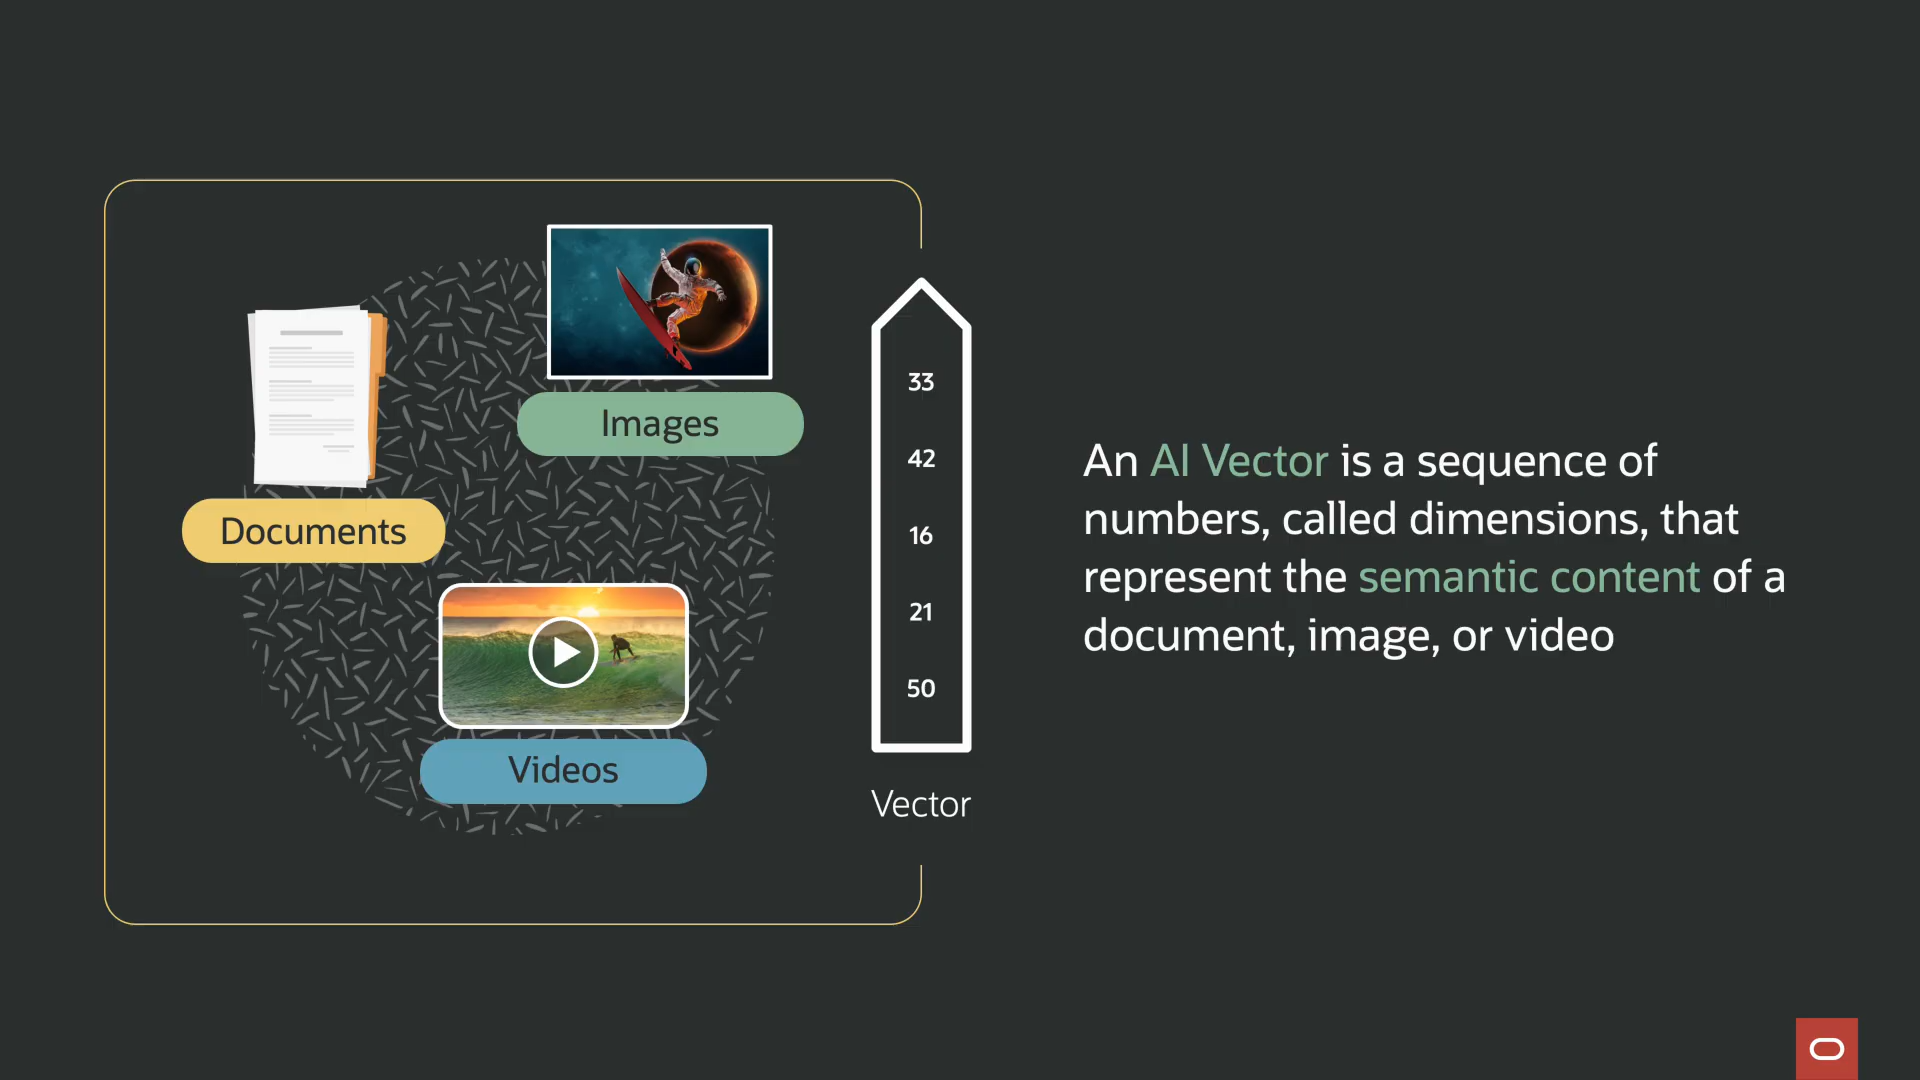 Images
Documents
Videos
33
42
16
21
50
Vector
An AI Vector is a sequence of
numbers, called dimensions, that
represent the semantic content of a
document, image, or video